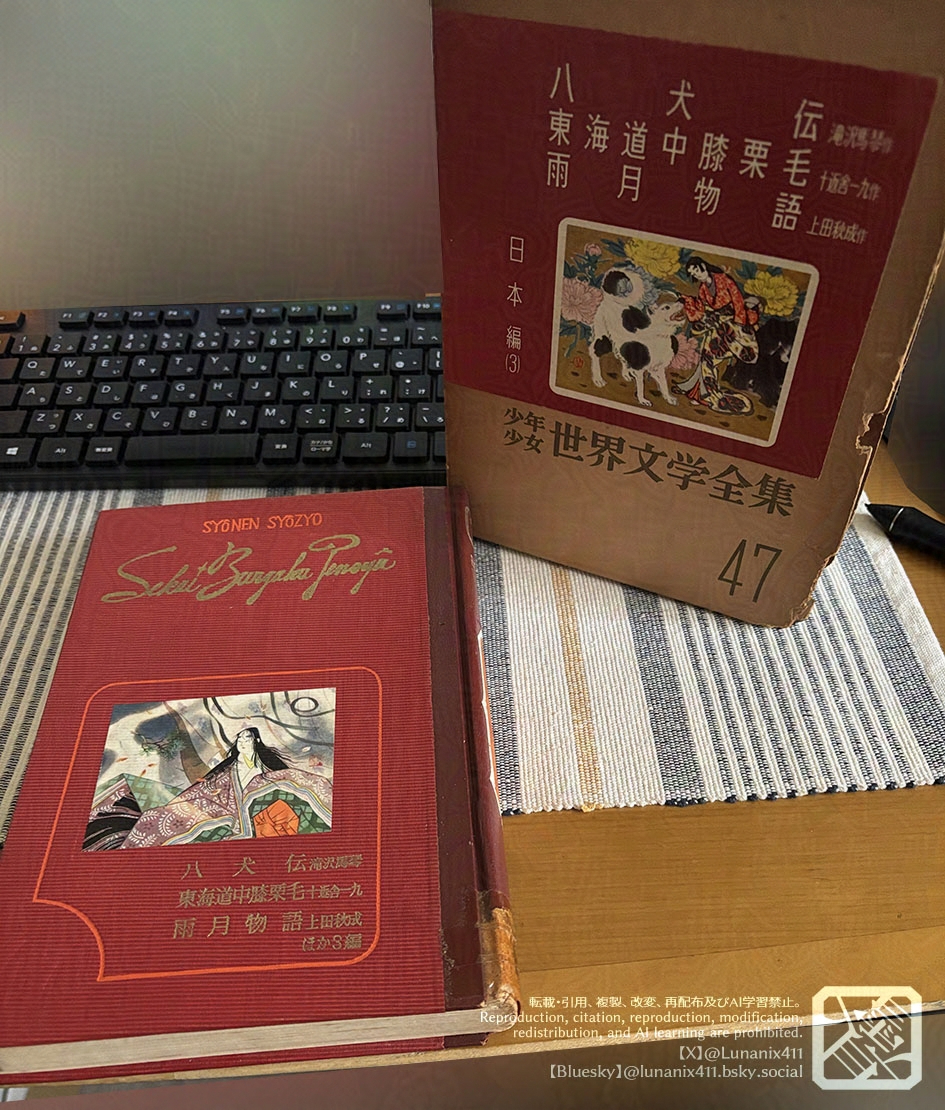 八犬伝 滝沢馬琴作
東海道中膝栗毛 十返舎一九作
雨月物語 上田秋成作
日本編(3)
少年少女世界文学全集
47
SYŌNEN SYŌZYO
Sekai Bungaku Zensyû
八犬伝 滝沢馬琴
東海道中膝栗毛 十返舎一九
雨月物語 上田秋成
ほか3編
転載・引用、複製、改変、再配布及びAI学習禁止。
Reproduction, citation, reproduction, modification,
redistribution, and AI learning are prohibited.
【X】@Lunanix411
【Bluesky】@lunanix411.bsky.social